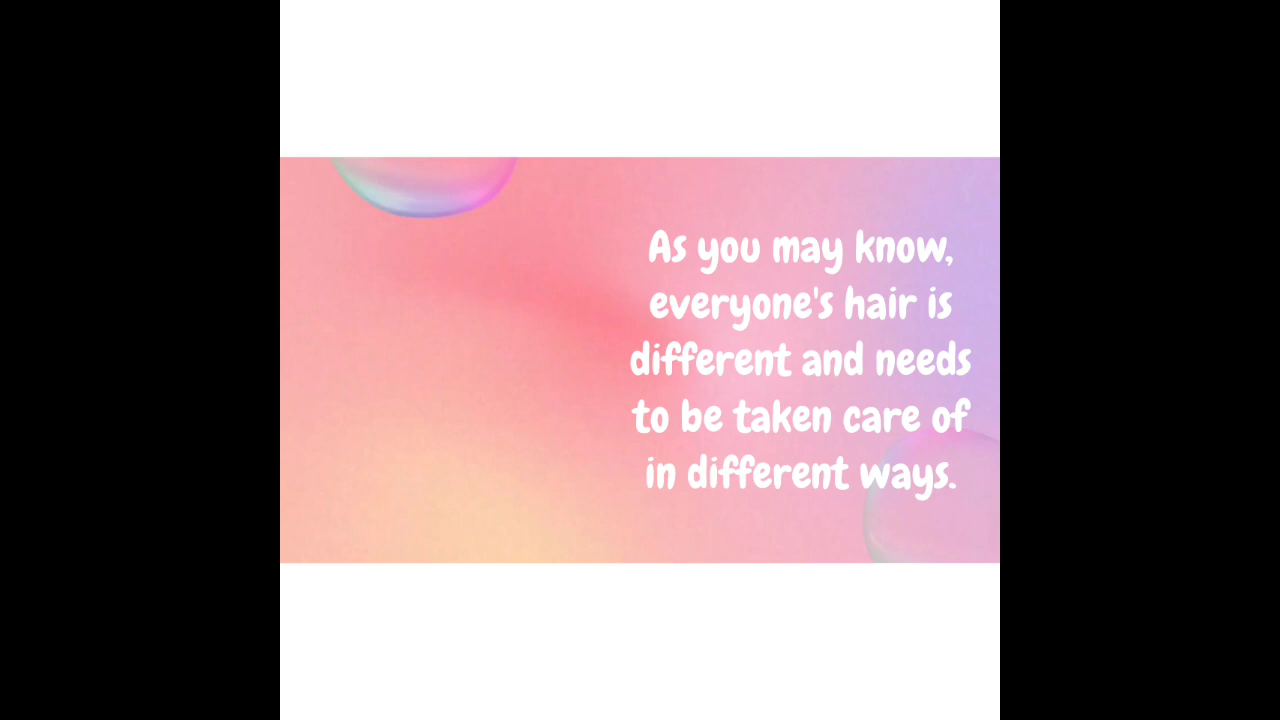 As you may know,
everyone's hair is
different and needs
to be taken care of
in different ways.